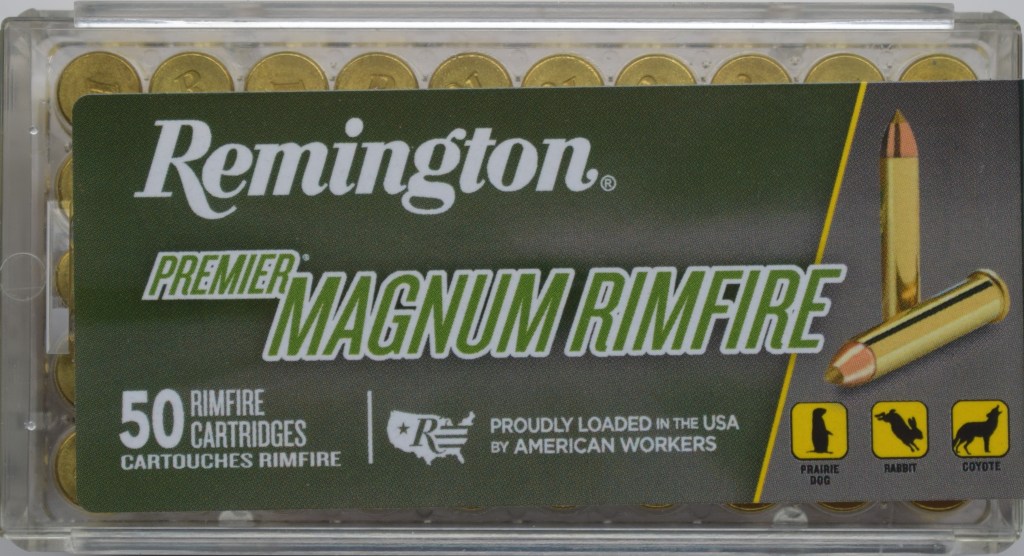 Remington®
PREMIER® MAGNUM RIMFIRE
50 RIMFIRE
CARTRIDGES
CARTOUCHES RIMFIRE
R
PROUDLY LOADED IN THE USA
BY AMERICAN WORKERS
PRAIRIE
DOG
RABBIT
COYOTE